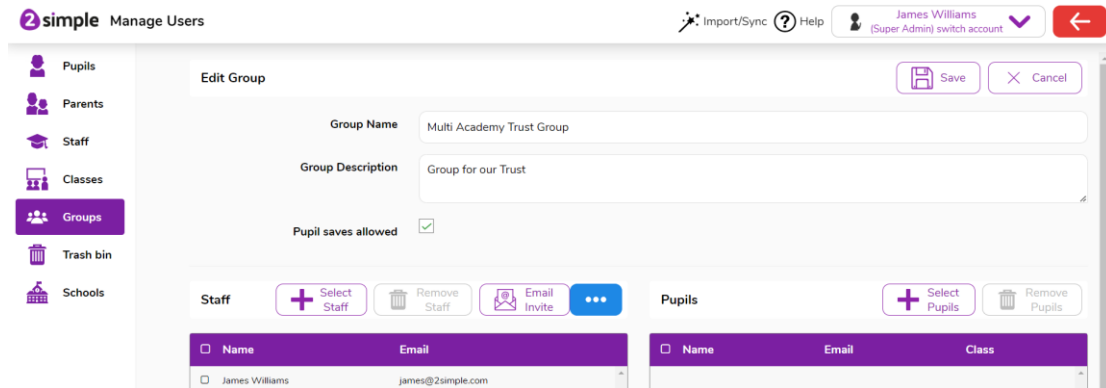 2simple Manage Users
Import/Sync
? Help
James Williams
(Super Admin) switch account
Pupils
Parents
Staff
Classes
Groups
Trash bin
Schools
Edit Group
Save
Cancel
Group Name
Multi Academy Trust Group
Group Description
Group for our Trust
Pupil saves allowed
Staff
Select
Staff
Remove
Staff
Email
Invite
Pupils
Select
Pupils
Remove
Pupils
Name Email
James Williams james@2simple.com
Name Email Class